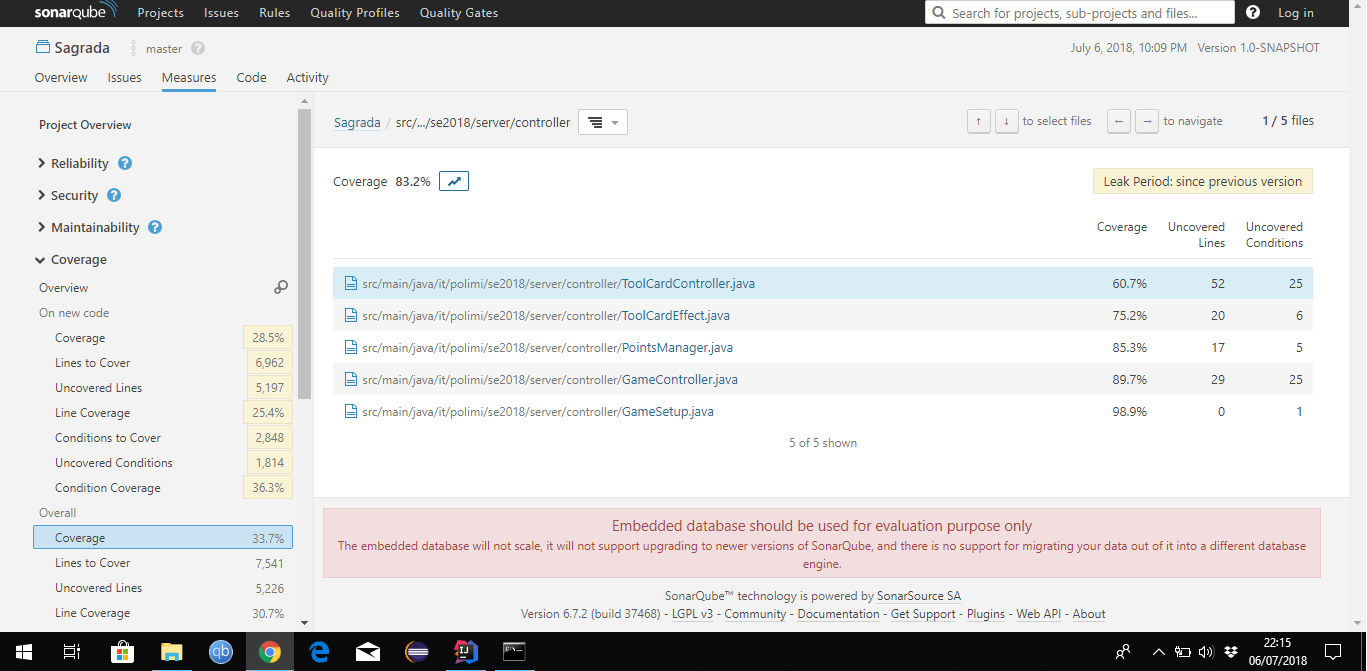 sonarqube Projects Issues Rules Quality Profiles Quality Gates Search for projects, sub-projects and files... Log in
Sagrada master July 6, 2018, 10:09 PM Version 1.0-SNAPSHOT
Overview Issues Measures Code Activity
Project Overview
Reliability
Security
Maintainability
Coverage
Overview
On new code
Coverage 28.5%
Lines to Cover 6,962
Uncovered Lines 5,197
Line Coverage 25.4%
Conditions to Cover 2,848
Uncovered Conditions 1,814
Condition Coverage 36.3%
Overall
Coverage 33.7%
Lines to Cover 7,541
Uncovered Lines 5,226
Line Coverage 30.7%
Sagrada / src/.../se2018/server/controller ↑ ↓ to select files ← → to navigate 1 / 5 files
Coverage 83.2% Leak Period: since previous version
Coverage Uncovered Lines Uncovered Conditions
src/main/java/it/polimi/se2018/server/controller/ToolCardController.java 60.7% 52 25
src/main/java/it/polimi/se2018/server/controller/ToolCardEffect.java 75.2% 20 6
src/main/java/it/polimi/se2018/server/controller/PointsManager.java 85.3% 17 5
src/main/java/it/polimi/se2018/server/controller/GameController.java 89.7% 29 25
src/main/java/it/polimi/se2018/server/controller/GameSetup.java 98.9% 0 1
5 of 5 shown
Embedded database should be used for evaluation purpose only
The embedded database will not scale, it will not support upgrading to newer versions of SonarQube, and there is no support for migrating your data out of it into a different database
engine.
SonarQube™ technology is powered by SonarSource SA
Version 6.7.2 (build 37468) - LGPL v3 - Community - Documentation - Get Support - Plugins - Web API - About
qb
22:15
06/07/2018